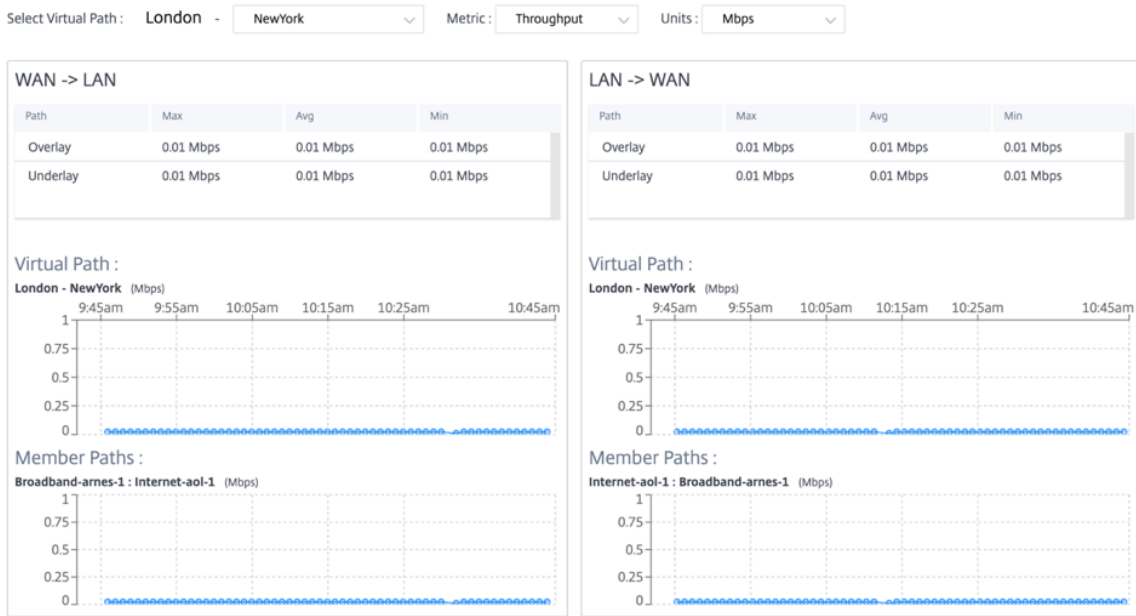 Select Virtual Path : London - NewYork Metric : Throughput Units : Mbps
WAN -> LAN
Path Max Avg Min
Overlay 0.01 Mbps 0.01 Mbps 0.01 Mbps
Underlay 0.01 Mbps 0.01 Mbps 0.01 Mbps
Virtual Path :
London - NewYork (Mbps)
9:45am 9:55am 10:05am 10:15am 10:25am 10:45am
1
0.75
0.5
0.25
0
Member Paths :
Broadband-arnes-1 : Internet-aol-1 (Mbps)
1
0.75
0.5
0.25
0
LAN -> WAN
Path Max Avg Min
Overlay 0.01 Mbps 0.01 Mbps 0.01 Mbps
Underlay 0.01 Mbps 0.01 Mbps 0.01 Mbps
Virtual Path :
London - NewYork (Mbps)
9:45am 9:55am 10:05am 10:15am 10:25am 10:45am
1
0.75
0.5
0.25
0
Member Paths :
Internet-aol-1 : Broadband-arnes-1 (Mbps)
1
0.75
0.5
0.25
0